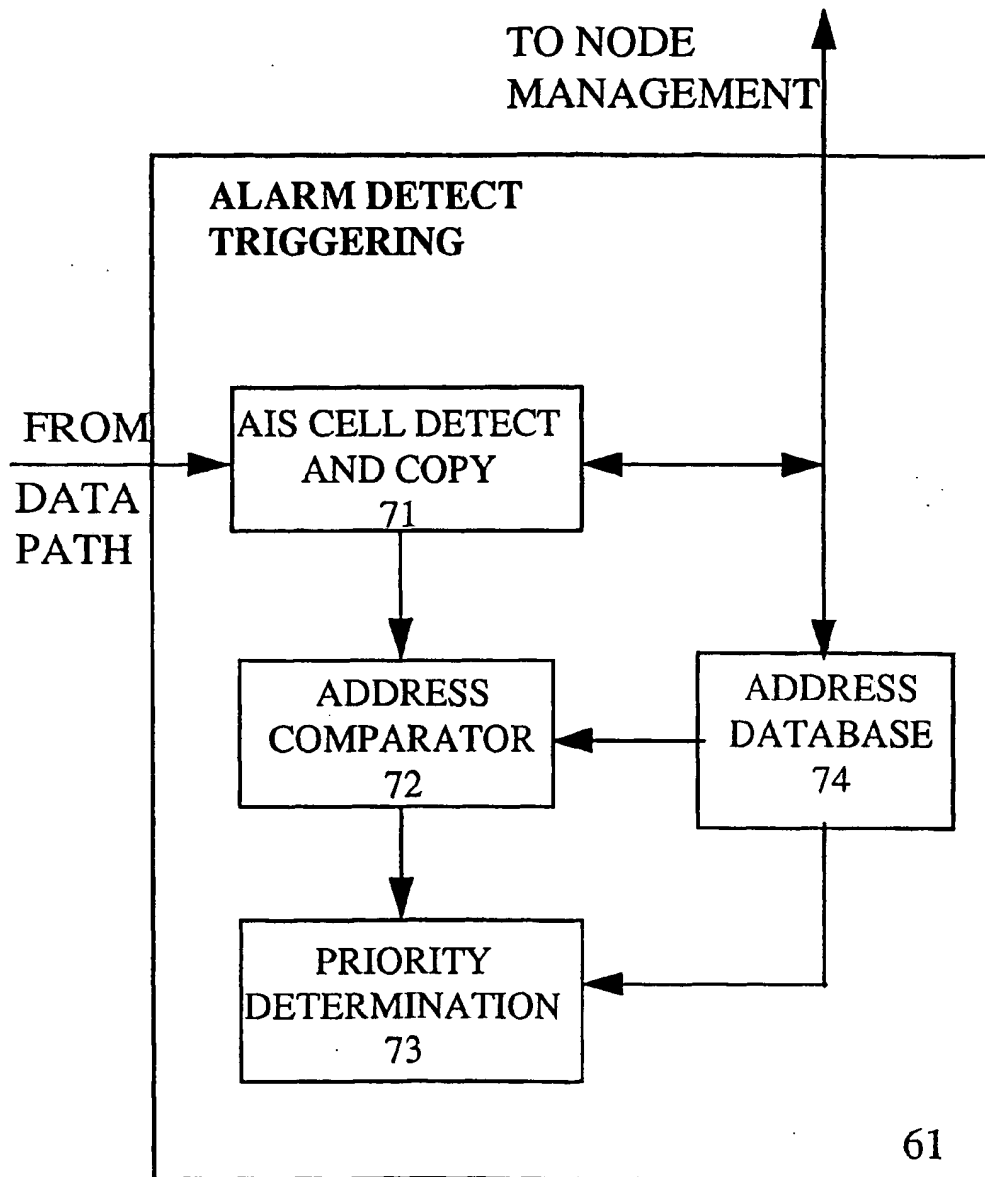 TO NODE
MANAGEMENT
ALARM DETECT
TRIGGERING
FROM
DATA
PATH
AIS CELL DETECT
AND COPY
71
ADDRESS
COMPARATOR
72
ADDRESS
DATABASE
74
PRIORITY
DETERMINATION
73
61